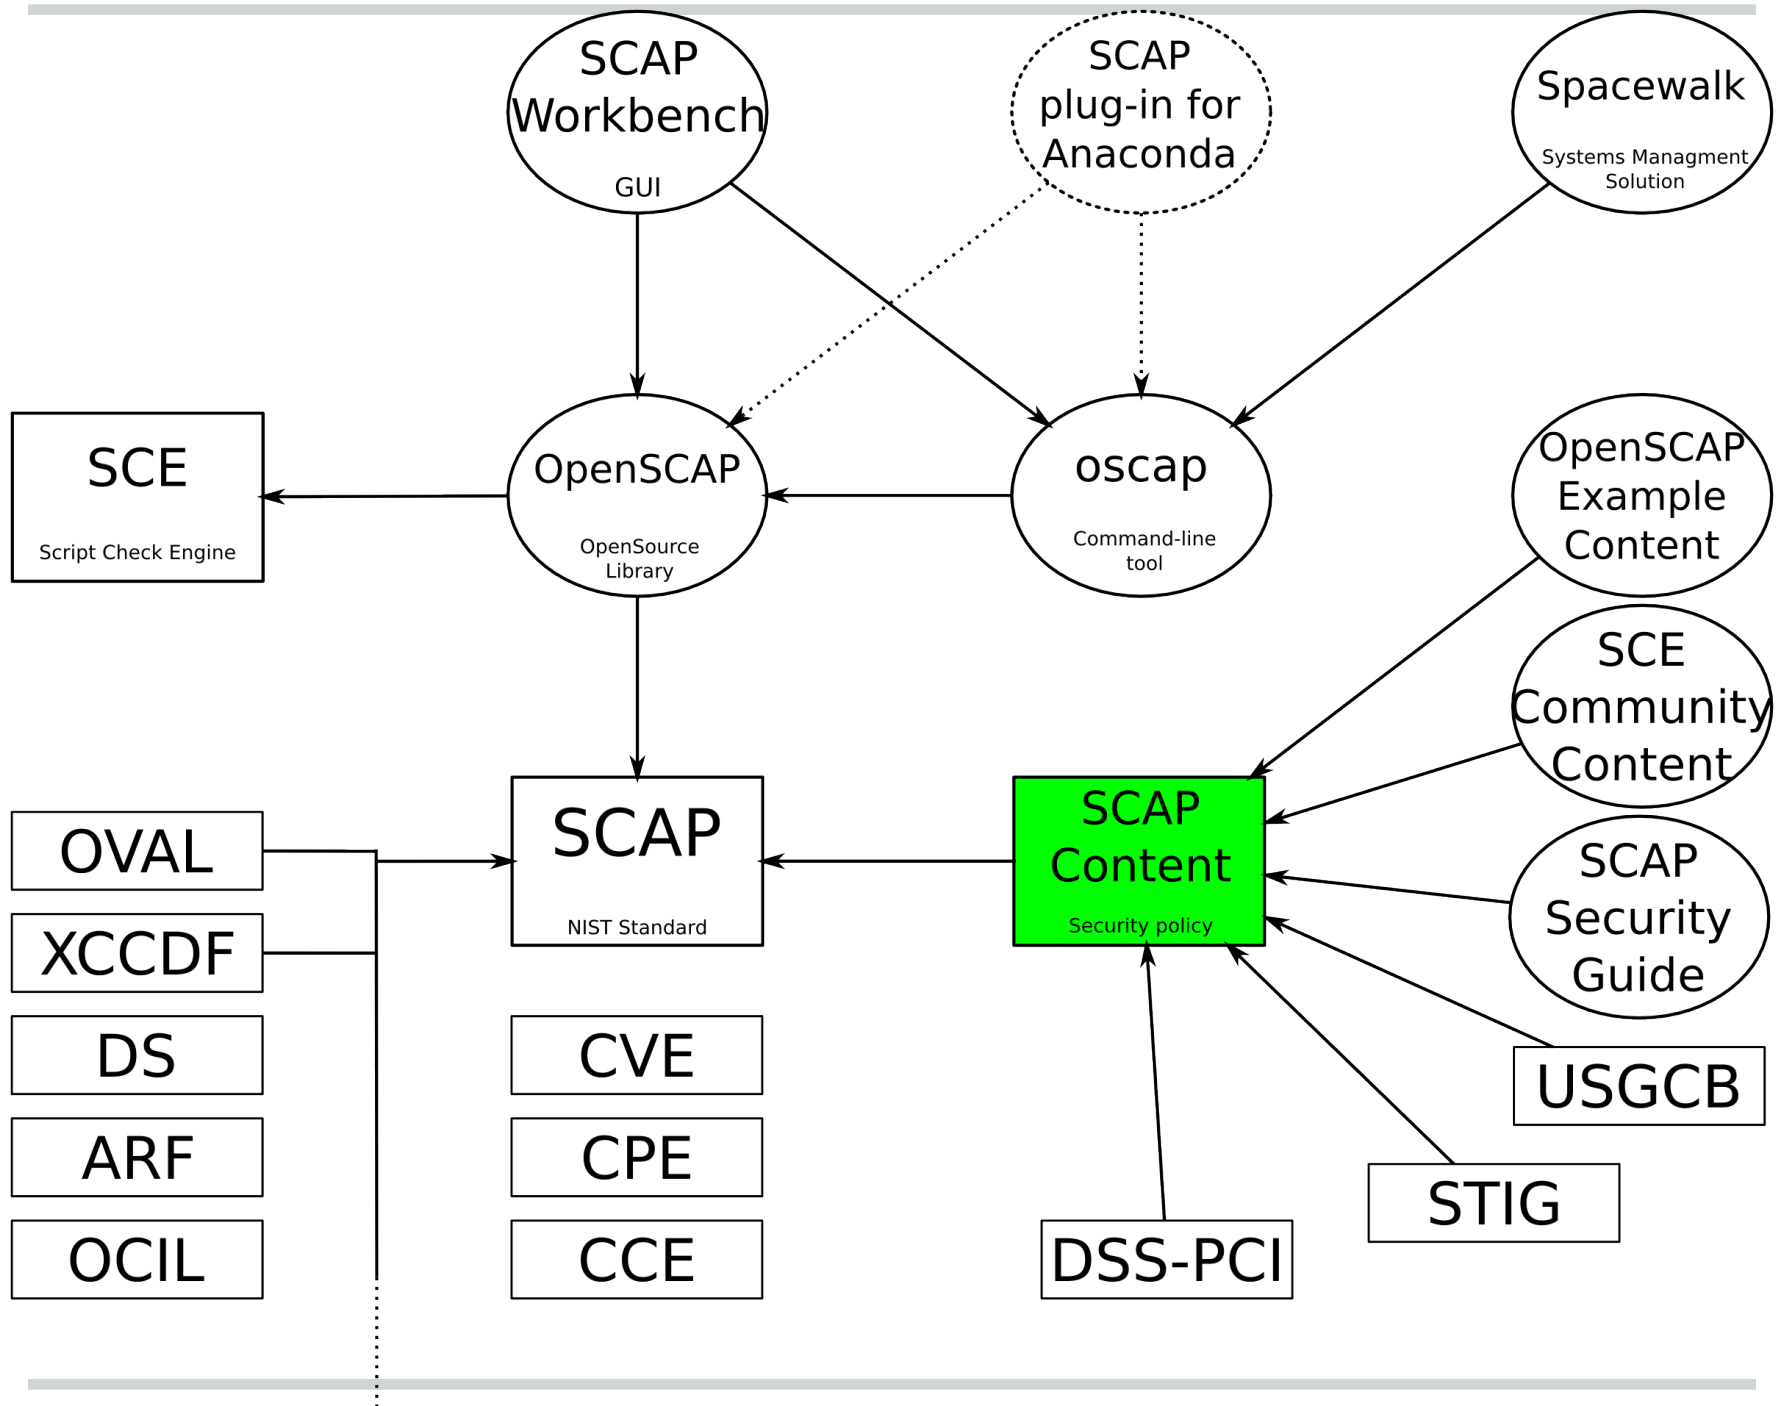 SCAP
Workbench
GUI
SCAP
plug-in for
Anaconda
Spacewalk
Systems Managment
Solution
SCE
Script Check Engine
OpenSCAP
OpenSource
Library
oscap
Command-line
tool
OpenSCAP
Example
Content
SCE
Community
Content
SCAP
Security
Guide
SCAP
NIST Standard
SCAP
Content
Security policy
OVAL
XCCDF
DS
ARF
OCIL
CVE
CPE
CCE
USGCB
STIG
DSS-PCI